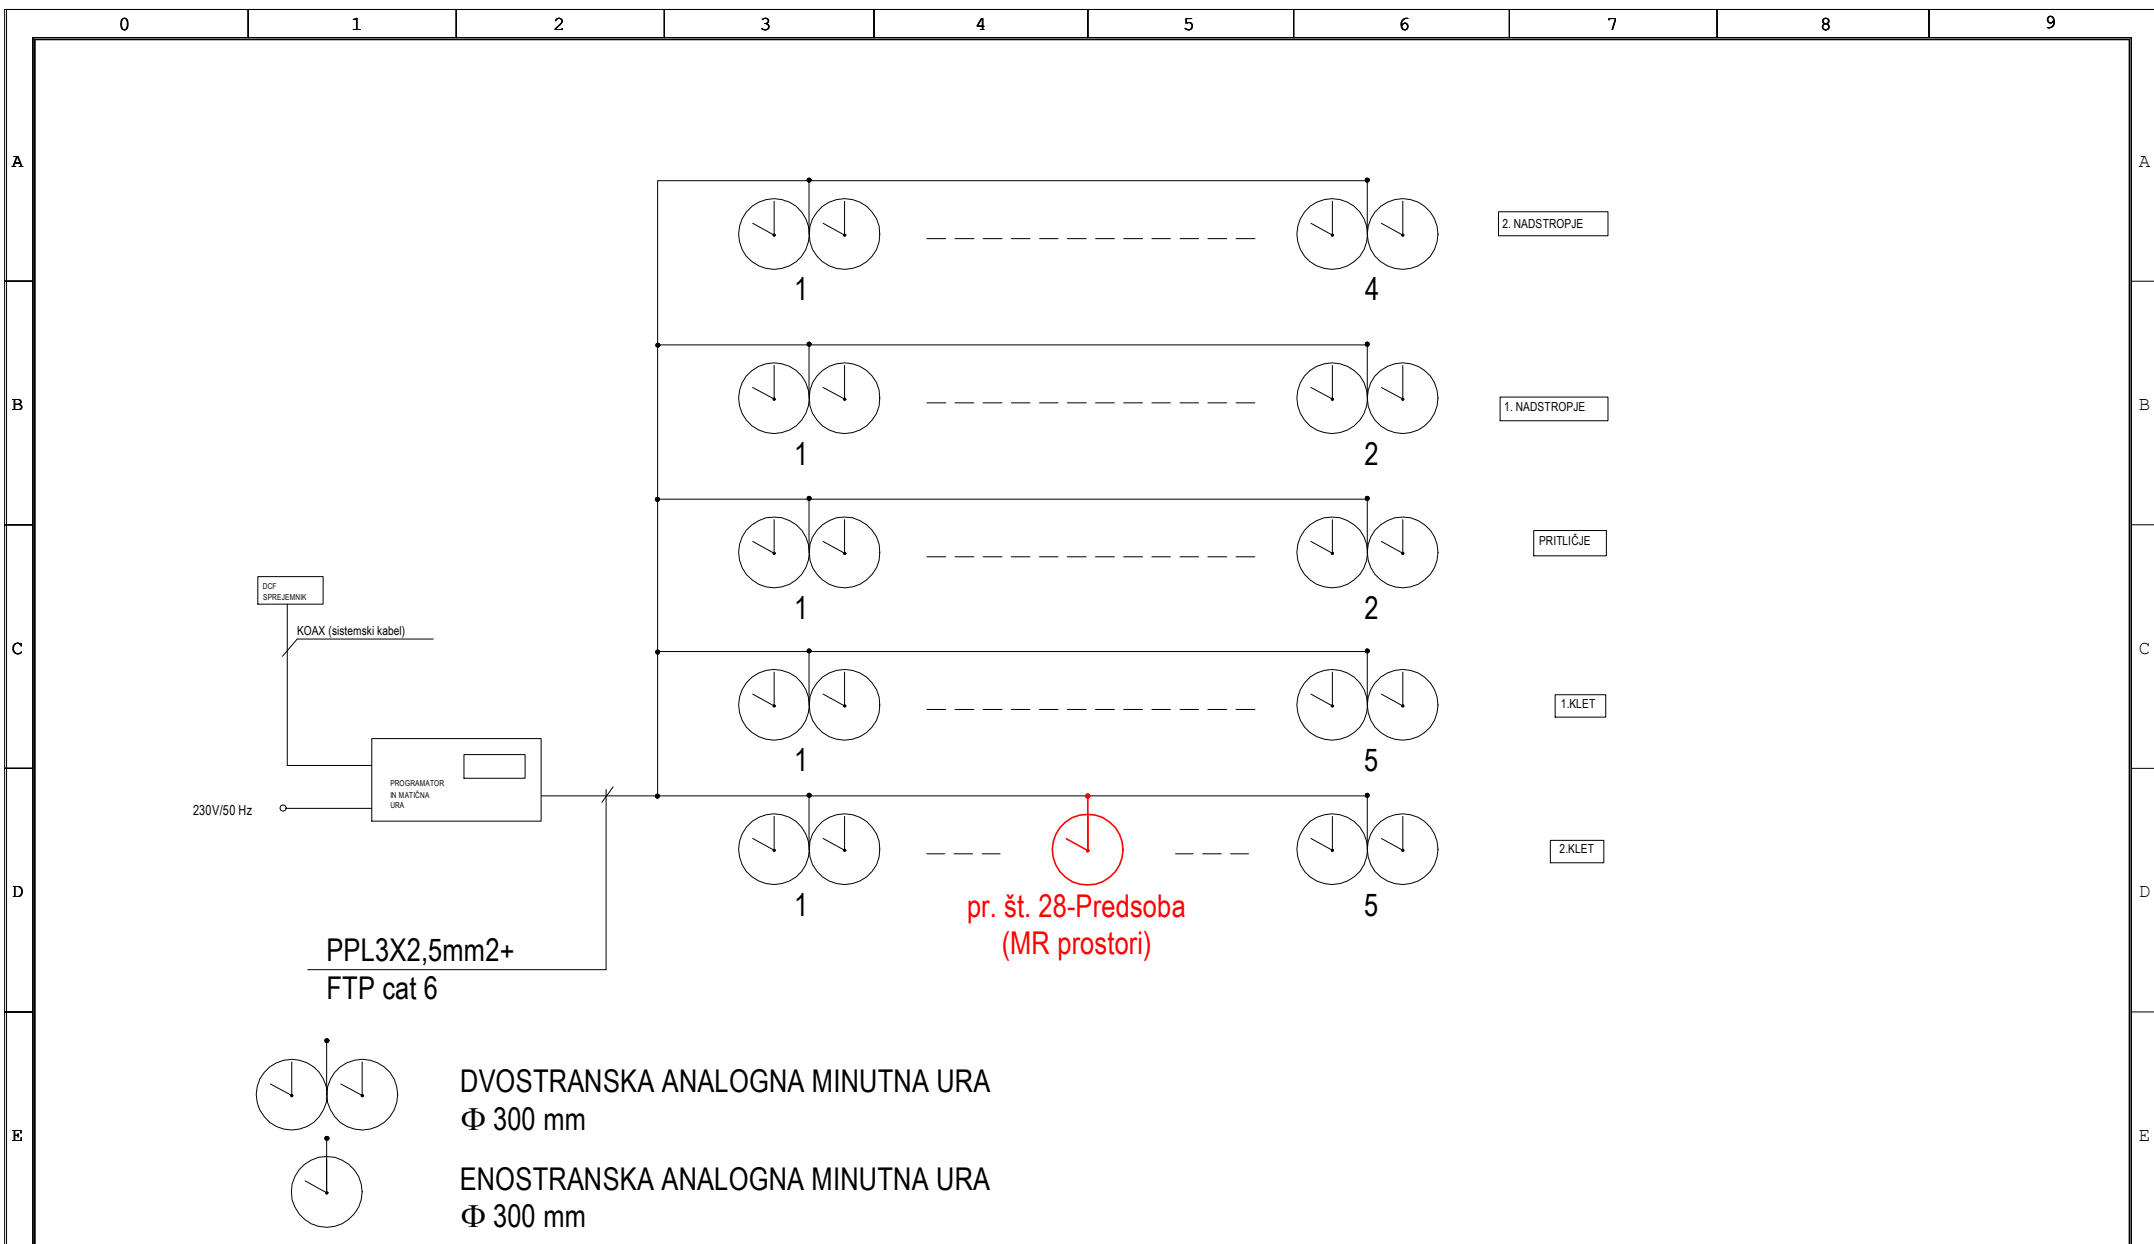 0 1 2 3 4 5 6 7 8 9
A A
2. NADSTROPJE
1 4
B B
1. NADSTROPJE
1 2
PRITLIČJE
1 2
DCF
SPREJEMNIK
KOAX (sistemski kabel)
C C
1.KLET
1 5
PROGRAMATOR
IN MATIČNA
URA
230V/50 Hz
2.KLET
D D
1 5
pr. št. 28-Predsoba
(MR prostori)
PPL3X2,5mm2+
FTP cat 6
DVOSTRANSKA ANALOGNA MINUTNA URA
Φ 300 mm
E E
ENOSTRANSKA ANALOGNA MINUTNA URA
Φ 300 mm